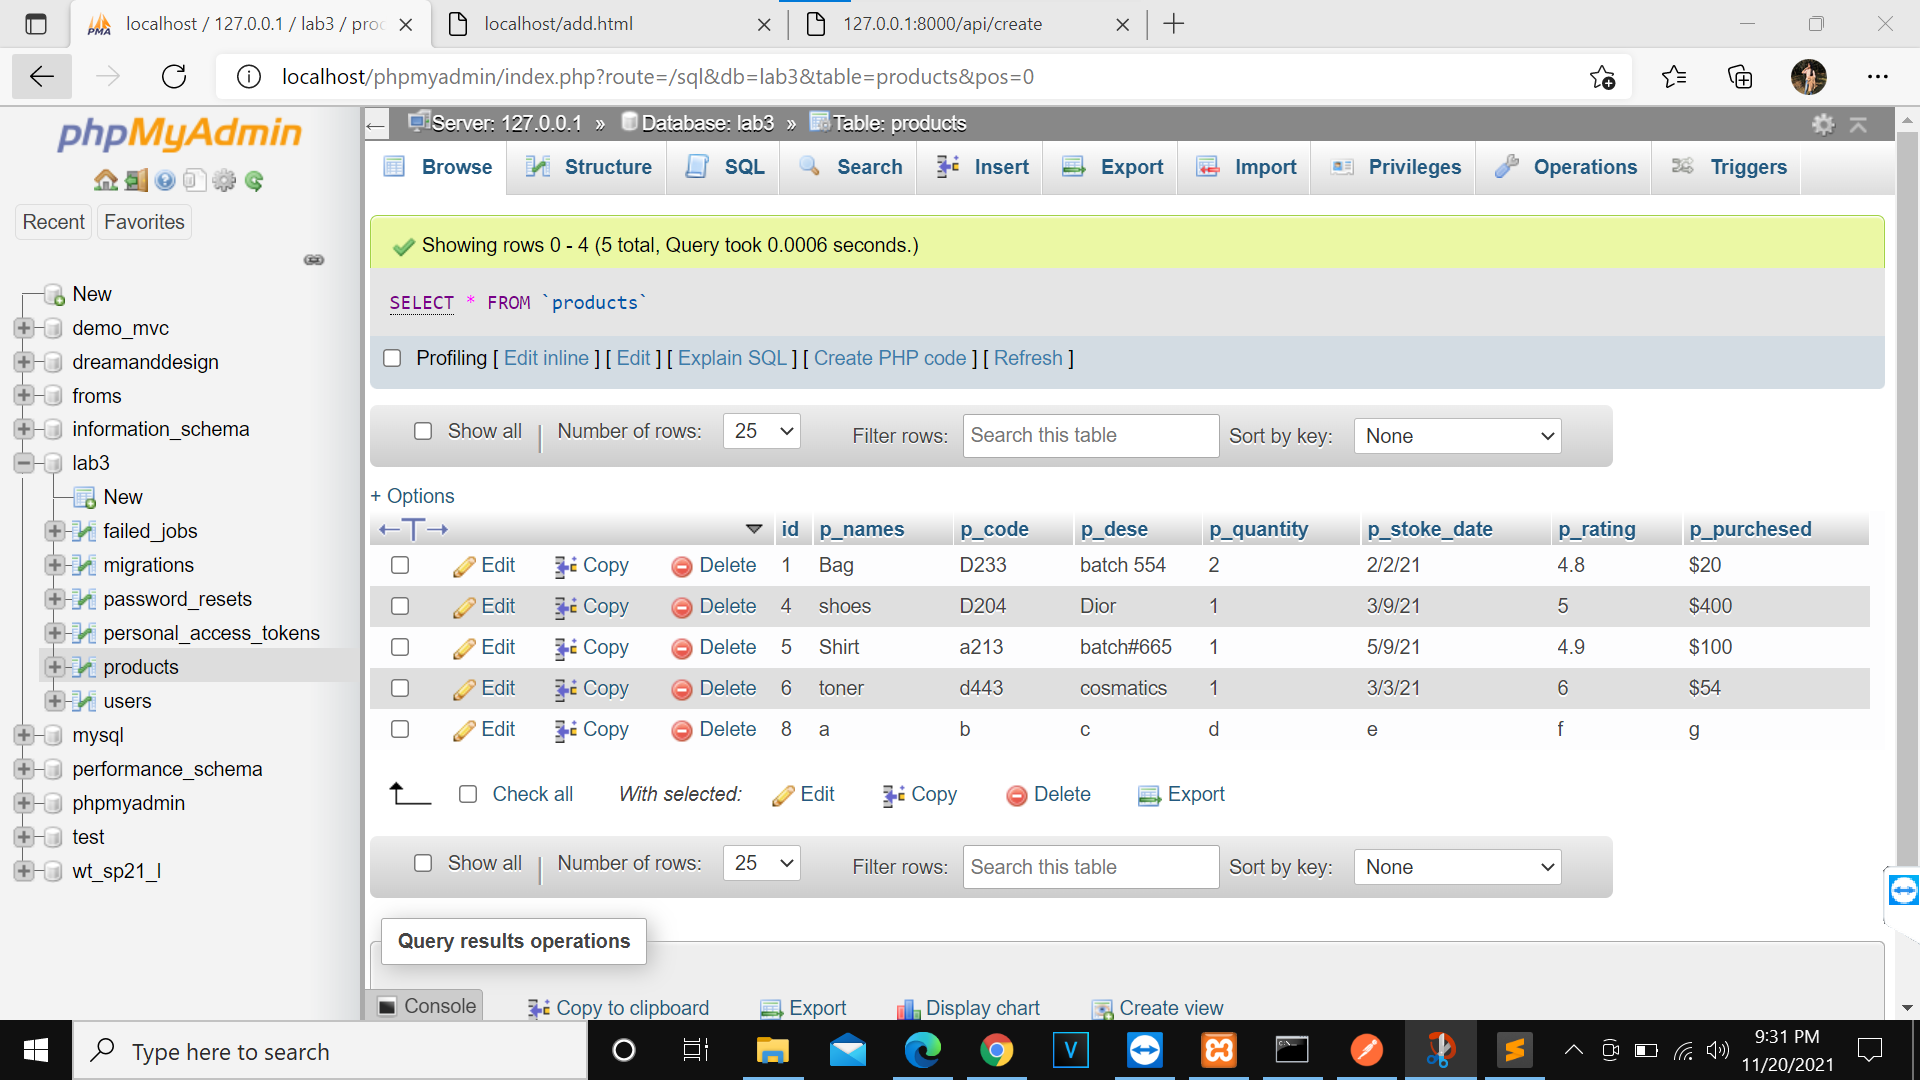 localhost / 127.0.0.1 / lab3 / proc
localhost/add.html
127.0.0.1:8000/api/create
localhost/phpmyadmin/index.php?route=/sql&db=lab3&table=products&pos=0
phpMyAdmin
Recent Favorites
New
demo_mvc
dreamanddesign
froms
information_schema
lab3
New
failed_jobs
migrations
password_resets
personal_access_tokens
products
users
mysql
performance_schema
phpmyadmin
test
wt_sp21_l
Server: 127.0.0.1 » Database: lab3 » Table: products
Browse Structure SQL Search Insert Export Import Privileges Operations Triggers
Showing rows 0 - 4 (5 total, Query took 0.0006 seconds.)
SELECT * FROM `products`
Profiling [ Edit inline ] [ Edit ] [ Explain SQL ] [ Create PHP code ] [ Refresh ]
Show all | Number of rows: 25 Filter rows: Search this table Sort by key: None
+ Options
←T→ id p_names p_code p_dese p_quantity p_stoke_date p_rating p_purchesed
Edit Copy Delete 1 Bag D233 batch 554 2 2/2/21 4.8 $20
Edit Copy Delete 4 shoes D204 Dior 1 3/9/21 5 $400
Edit Copy Delete 5 Shirt a213 batch#665 1 5/9/21 4.9 $100
Edit Copy Delete 6 toner d443 cosmatics 1 3/3/21 6 $54
Edit Copy Delete 8 a b c d e f g
Check all With selected: Edit Copy Delete Export
Show all | Number of rows: 25 Filter rows: Search this table Sort by key: None
Query results operations
Console Copy to clipboard Export Display chart Create view
Type here to search
9:31 PM
11/20/2021